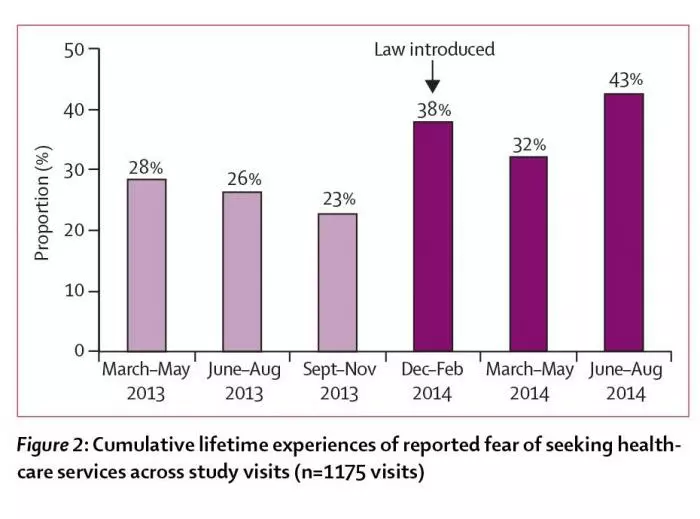 Law introduced
50
40
30
20
10
0
Proportion (%)
28%
26%
23%
38%
32%
43%
March–May 2013
June–Aug 2013
Sept–Nov 2013
Dec–Feb 2014
March–May 2014
June–Aug 2014
Figure 2: Cumulative lifetime experiences of reported fear of seeking health-
care services across study visits (n=1175 visits)